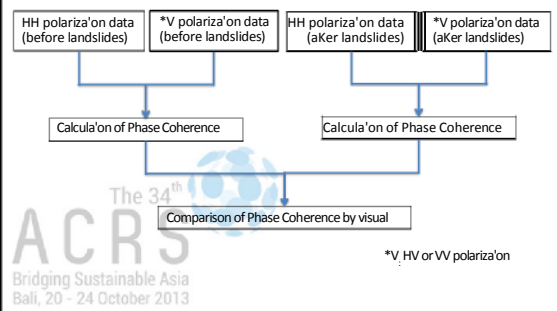 HH polariza'on data
(before landslides)
*V polariza'on data
(before landslides)
HH polariza'on data
(aKer landslides)
*V polariza'on data
(aKer landslides)
Calcula'on of Phase Coherence
Calcula'on of Phase Coherence
The 34th
ACRS
Comparison of Phase Coherence by visual
Bridging Sustainable Asia
Bali, 20 - 24 October 2013
*V: HV or VV polariza'on